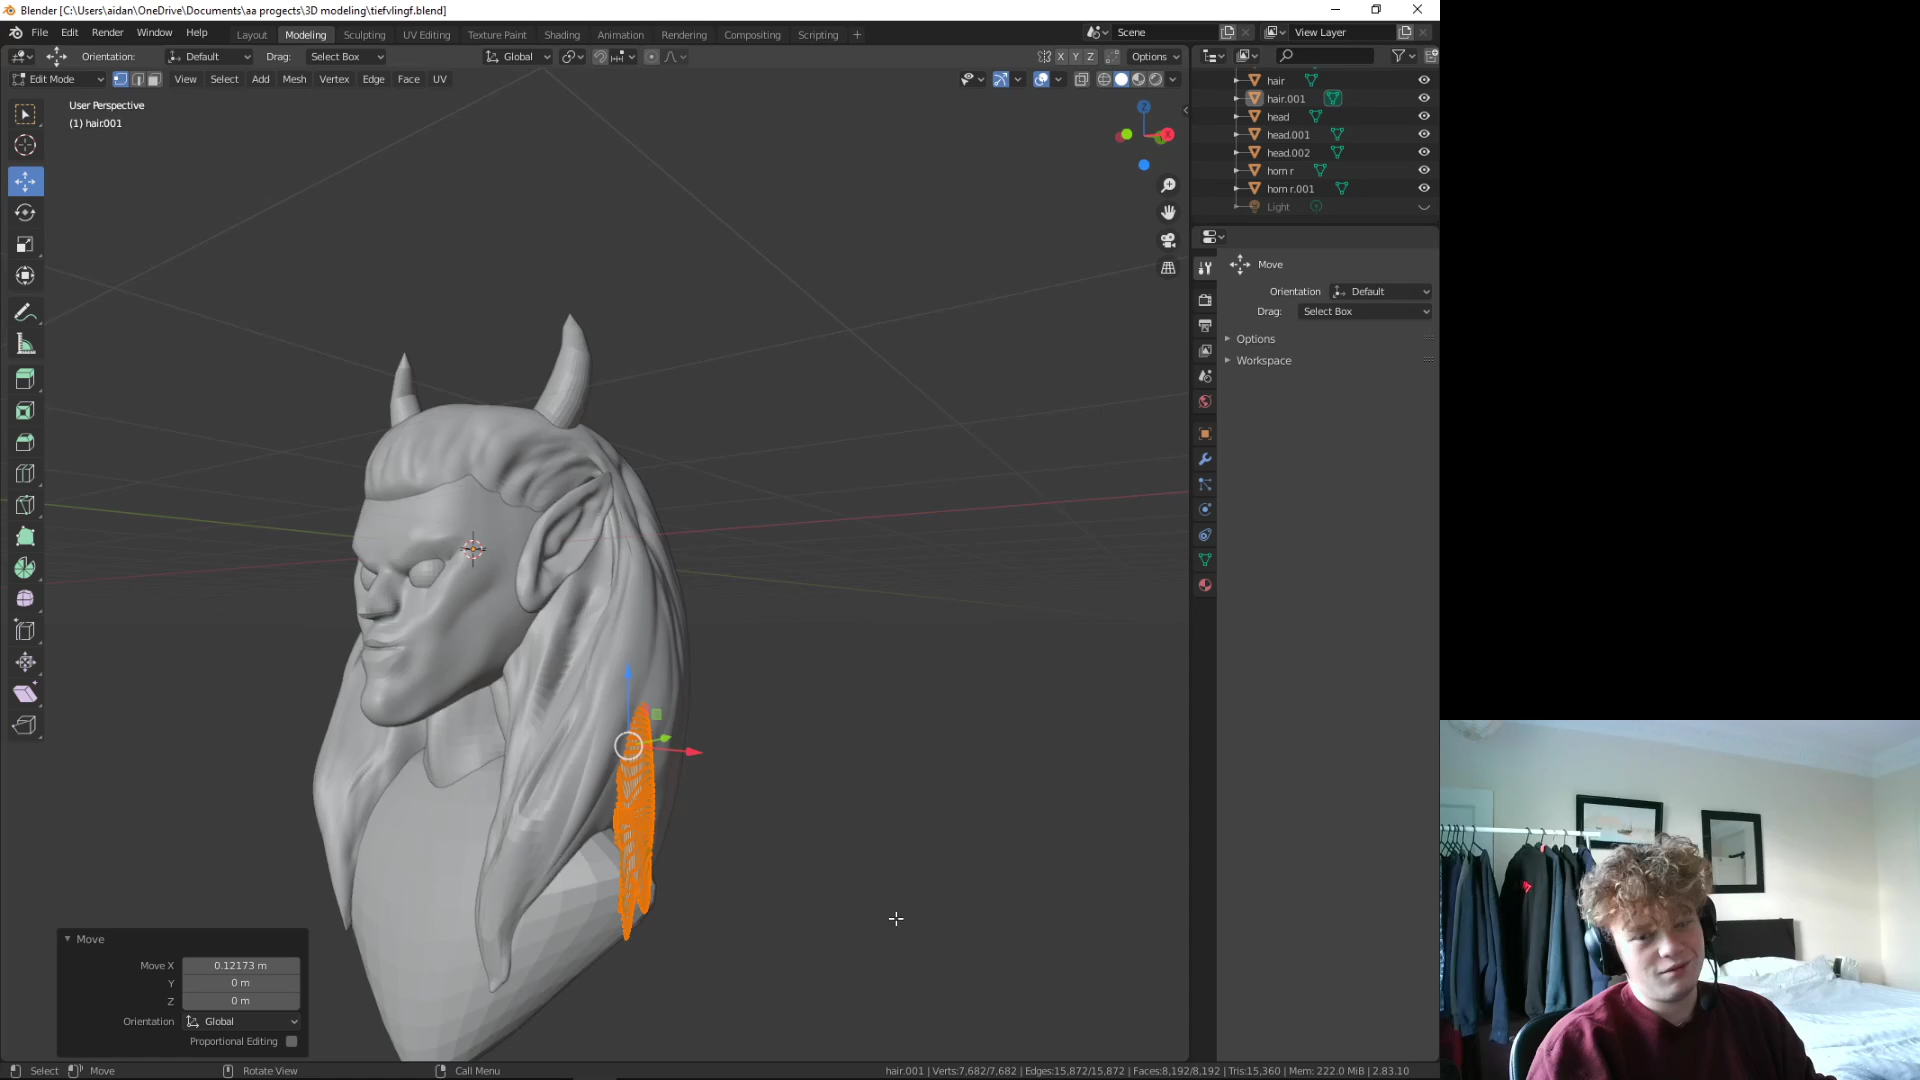 Blender [C:\Users\aidan\OneDrive\Documents\aa progects\3D modeling\tiefvlingf.blend]
File Edit Render Window Help Layout Modeling Sculpting UV Editing Texture Paint Shading Animation Rendering Compositing Scripting + Scene View Layer
Orientation: Default Drag: Select Box Global X Y Z Options
Edit Mode View Select Add Mesh Vertex Edge Face UV
User Perspective
(1) hair.001
Z
X
hair
hair.001
head
head.001
head.002
horn r
horn r.001
Light
Move
Orientation Default
Drag: Select Box
Options
Workspace
Move
Move X 0.12173 m
Y 0 m
Z 0 m
Orientation Global
Proportional Editing
Select Move Rotate View Call Menu hair.001 | Verts:7,682/7,682 | Edges:15,872/15,872 | Faces:8,192/8,192 | Tris:15,360 | Mem: 222.0 MiB | 2.83.10